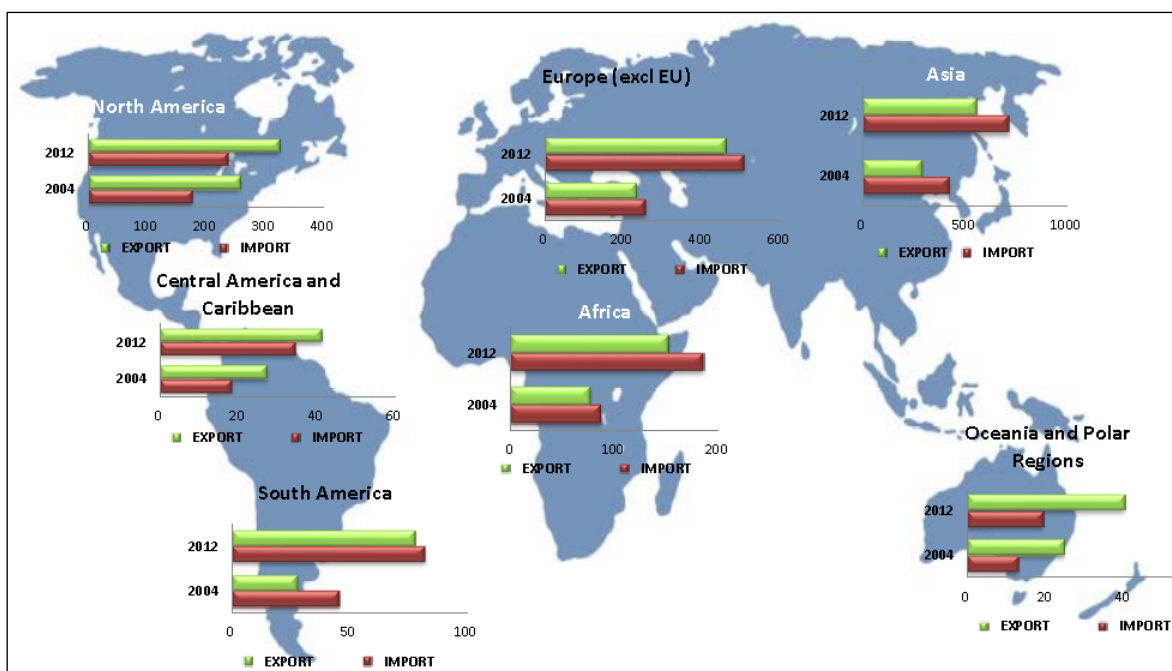 North America
2012
2004
0 100 200 300 400
EXPORT IMPORT
Europe (excl EU)
2012
2004
0 200 400 600
EXPORT IMPORT
Asia
2012
2004
0 500 1000
EXPORT IMPORT
Central America and
Caribbean
2012
2004
0 20 40 60
EXPORT IMPORT
Africa
2012
2004
0 100 200
EXPORT IMPORT
South America
2012
2004
0 50 100
EXPORT IMPORT
Oceania and Polar
Regions
2012
2004
0 20 40
EXPORT IMPORT